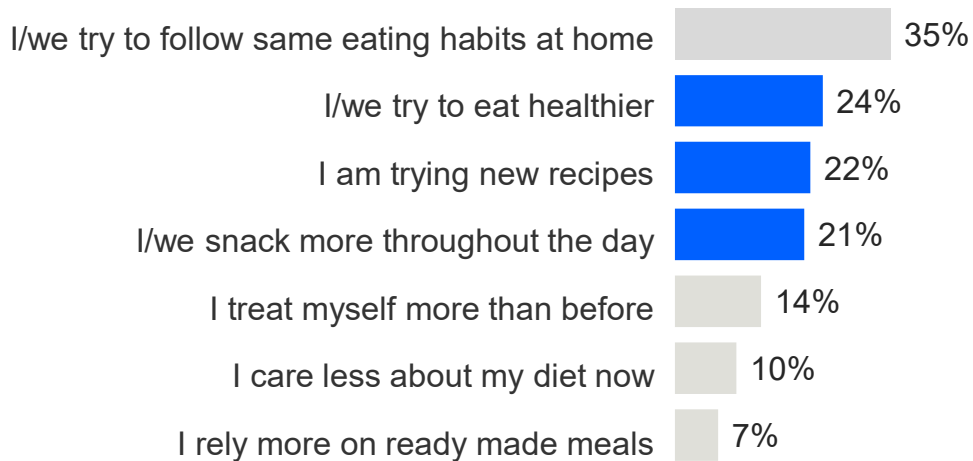 I/we try to follow same eating habits at home 35%
I/we try to eat healthier 24%
I am trying new recipes 22%
I/we snack more throughout the day 21%
I treat myself more than before 14%
I care less about my diet now 10%
I rely more on ready made meals 7%